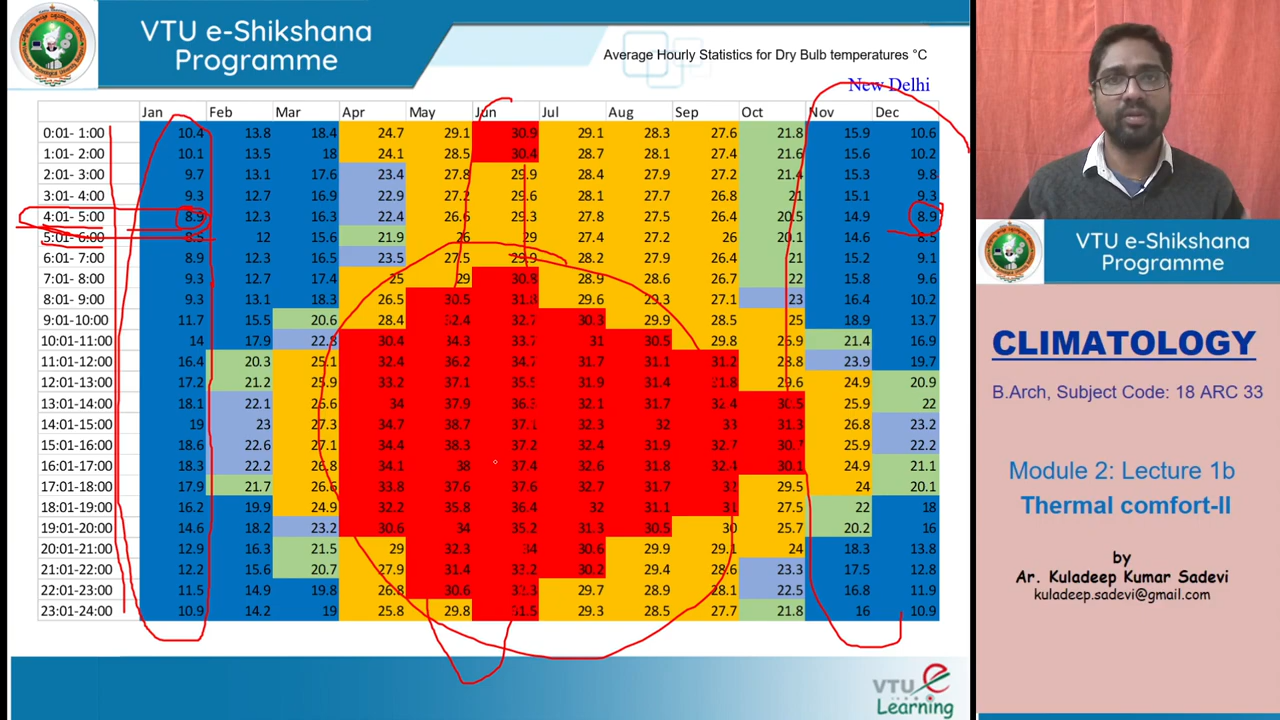 VTU e-Shikshana
Programme
Average Hourly Statistics for Dry Bulb temperatures °C
New Delhi
Jan Feb Mar Apr May Jun Jul Aug Sep Oct Nov Dec
0:01- 1:00 10.4 13.8 18.4 24.7 29.1 30.9 29.1 28.3 27.6 21.8 15.9 10.6
1:01- 2:00 10.1 13.5 18 24.1 28.5 30.4 28.7 28.1 27.4 21.6 15.6 10.2
2:01- 3:00 9.7 13.1 17.6 23.4 27.8 29.9 28.4 27.9 27.2 21.4 15.3 9.8
3:01- 4:00 9.3 12.7 16.9 22.9 27.2 29.6 28.1 27.7 26.8 21 15.1 9.3
4:01- 5:00 8.9 12.3 16.3 22.4 26.6 29.3 27.8 27.5 26.4 20.5 14.9 8.9
5:01- 6:00 8.5 12 15.6 21.9 26 29 27.4 27.2 26 20.1 14.6 8.5
6:01- 7:00 8.9 12.3 16.5 23.5 27.5 29.9 28.2 27.9 26.4 21 15.2 9.1
7:01- 8:00 9.3 12.7 17.4 25 29 30.8 28.9 28.6 26.7 22 15.8 9.6
8:01- 9:00 9.3 13.1 18.3 26.5 30.5 31.8 29.6 29.3 27.1 23 16.4 10.2
9:01-10:00 11.7 15.5 20.6 28.4 32.4 32.7 30.3 29.9 28.5 25 18.9 13.7
10:01-11:00 14 17.9 22.8 30.4 34.3 33.7 31 30.5 29.8 26.9 21.4 16.9
11:01-12:00 16.4 20.3 25.1 32.4 36.2 34.7 31.7 31.1 31.2 28.8 23.9 19.7
12:01-13:00 17.2 21.2 25.9 33.2 37.1 35.5 31.9 31.4 31.8 29.6 24.9 20.9
13:01-14:00 18.1 22.1 26.6 34 37.9 36.3 32.1 31.7 32.4 30.5 25.9 22
14:01-15:00 19 23 27.3 34.7 38.7 37.1 32.3 32 33 31.3 26.8 23.2
15:01-16:00 18.6 22.6 27.1 34.4 38.3 37.2 32.4 31.9 32.7 30.7 25.9 22.2
16:01-17:00 18.3 22.2 26.8 34.1 38 37.4 32.6 31.8 32.4 30.1 24.9 21.1
17:01-18:00 17.9 21.7 26.6 33.8 37.6 37.6 32.7 31.7 32 29.5 24 20.1
18:01-19:00 16.2 19.9 24.9 32.2 35.8 36.4 32 31.1 31 27.5 22 18
19:01-20:00 14.6 18.2 23.2 30.6 34 35.2 31.3 30.5 30 25.7 20.2 16
20:01-21:00 12.9 16.3 21.5 29 32.3 34 30.6 29.9 29.1 24 18.3 13.8
21:01-22:00 12.2 15.6 20.7 27.9 31.4 33.2 30.2 29.4 28.6 23.3 17.5 12.8
22:01-23:00 11.5 14.9 19.8 26.8 30.6 32.3 29.7 28.9 28.1 22.5 16.8 11.9
23:01-24:00 10.9 14.2 19 25.8 29.8 31.5 29.3 28.5 27.7 21.8 16 10.9
VTU e
Learning
VTU e-Shikshana
Programme
CLIMATOLOGY
B.Arch, Subject Code: 18 ARC 33
Module 2: Lecture 1b
Thermal comfort-II
by
Ar. Kuladeep Kumar Sadevi
kuladeep.sadevi@gmail.com